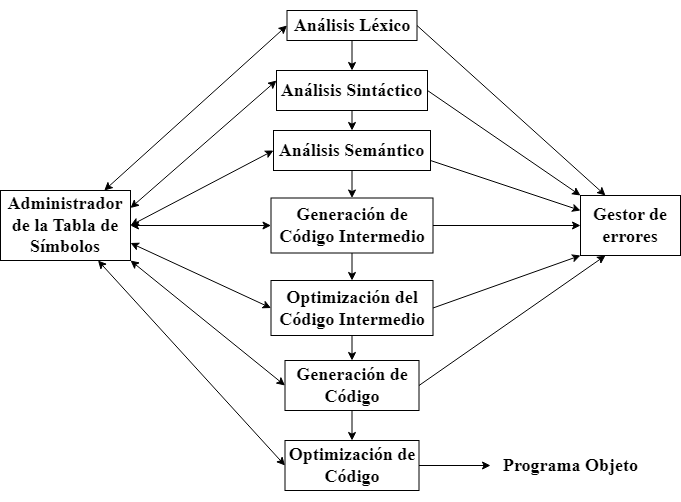 Análisis Léxico
Análisis Sintáctico
Análisis Semántico
Administrador
de la Tabla de
Símbolos
Generación de
Código Intermedio
Gestor de
errores
Optimización del
Código Intermedio
Generación de
Código
Optimización de
Código
Programa Objeto